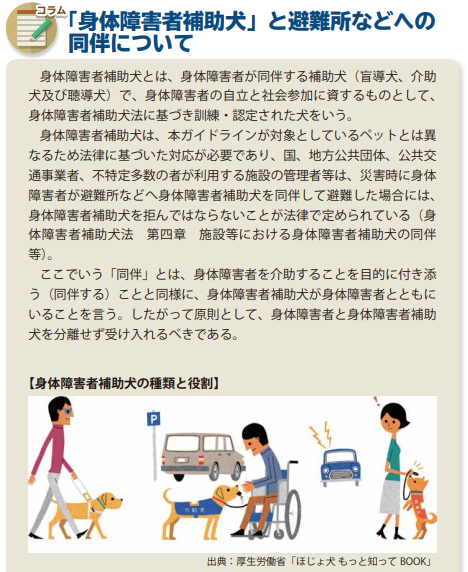 コラム
「身体障害者補助犬」と避難所などへの
同伴について
身体障害者補助犬とは、身体障害者が同伴する補助犬（盲導犬、介助
犬及び聴導犬）で、身体障害者の自立と社会参加に資するものとして、
身体障害者補助犬法に基づき訓練・認定された犬をいう。
身体障害者補助犬は、本ガイドラインが対象としているペットとは異
なるため法律に基づいた対応が必要であり、国、地方公共団体、公共交
通事業者、不特定多数の者が利用する施設の管理者等は、災害時に身体
障害者が避難所などへ身体障害者補助犬を同伴して避難した場合には、
身体障害者補助犬を拒んではならないことが法律で定められている（身
体障害者補助犬法　第四章　施設等における身体障害者補助犬の同伴
等）。
ここでいう「同伴」とは、身体障害者を介助することを目的に付き添
う（同伴する）ことと同様に、身体障害者補助犬が身体障害者とともに
いることを言う。したがって原則として、身体障害者と身体障害者補助
犬を分離せず受け入れるべきである。
【身体障害者補助犬の種類と役割】
P
介助犬
出典：厚生労働省「ほじょ犬 もっと知って BOOK」